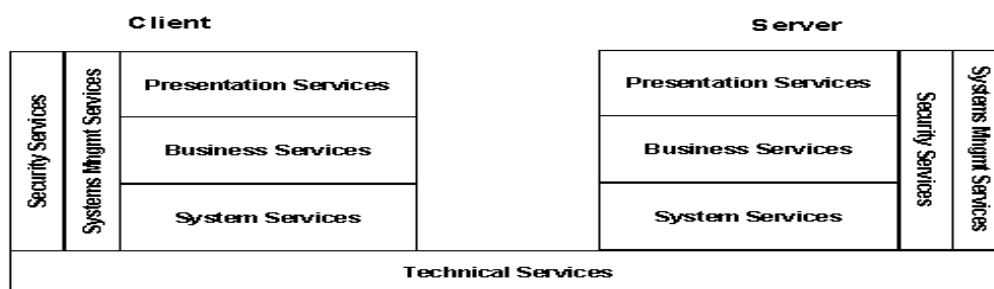 Client
Security Services
Systems Mngmt Services
Presentation Services
Business Services
System Services
Server
Presentation Services
Business Services
System Services
Security Services
Systems Mngmt Services
Technical Services